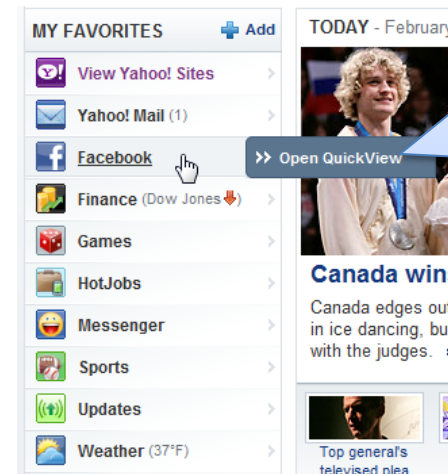 MY FAVORITES
Add
View Yahoo! Sites
Yahoo! Mail (1)
Facebook
Finance (Dow Jones)
Games
HotJobs
Messenger
Sports
Updates
Weather (37°F)
>> Open QuickView
TODAY - February
Canada win
Canada edges ou
in ice dancing, bu
with the judges.
Top general's
televised plea